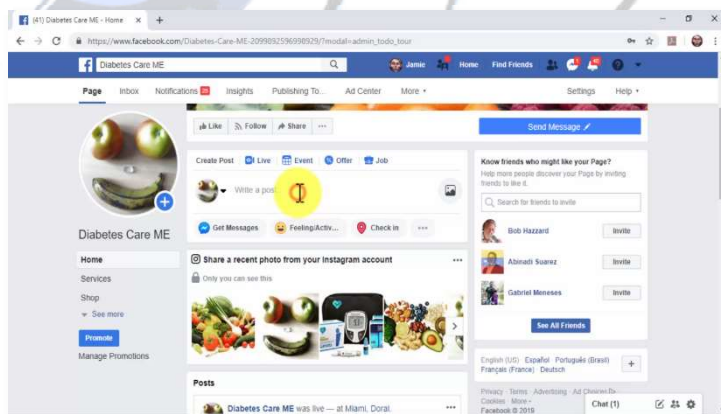 (41) Diabetes Care ME - Home
https://www.facebook.com/Diabetes-Care-ME-2099092596990929/?modal=admin_todo_tour
Diabetes Care ME
Jamie Home Find Friends
Page Inbox Notifications 20 Insights Publishing To... Ad Center More Settings Help
Like Follow Share ...
Send Message
Create Post Live Event Offer Job
Write a pos
Get Messages Feeling/Activ... Check in ...
Know friends who might like your Page?
Help more people discover your Page by inviting
friends to like it.
Search for friends to invite
Bob Hazzard Invite
Abinadi Suarez Invite
Gabriel Meneses Invite
See All Friends
Diabetes Care ME
Home
Services
Shop
See more
Promote
Manage Promotions
Share a recent photo from your Instagram account ...
Only you can see this
Posts
Diabetes Care ME was live — at Miami, Doral. ...
English (US) · Español · Português (Brasil)
Français (France) · Deutsch
Privacy · Terms · Advertising · Ad Choices
Cookies · More
Facebook © 2019
Chat (1)